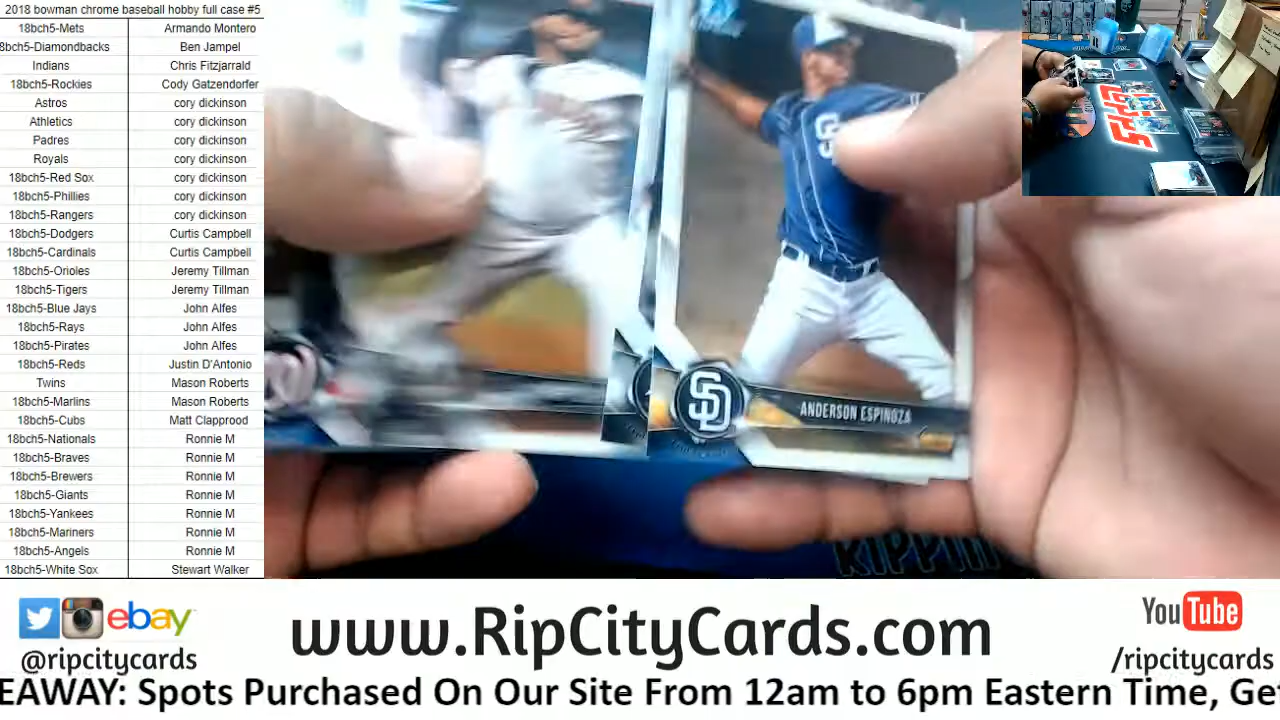 2018 bowman chrome baseball hobby full case #5
18bch5-Mets Armando Montero
8bch5-Diamondbacks Ben Jampel
Indians Chris Fitzjarrald
18bch5-Rockies Cody Gatzendorfer
Astros cory dickinson
Athletics cory dickinson
Padres cory dickinson
Royals cory dickinson
18bch5-Red Sox cory dickinson
18bch5-Phillies cory dickinson
18bch5-Rangers cory dickinson
18bch5-Dodgers Curtis Campbell
18bch5-Cardinals Curtis Campbell
18bch5-Orioles Jeremy Tillman
18bch5-Tigers Jeremy Tillman
18bch5-Blue Jays John Alfes
18bch5-Rays John Alfes
18bch5-Pirates John Alfes
18bch5-Reds Justin D'Antonio
Twins Mason Roberts
18bch5-Marlins Mason Roberts
18bch5-Cubs Matt Clapprood
18bch5-Nationals Ronnie M
18bch5-Braves Ronnie M
18bch5-Brewers Ronnie M
18bch5-Giants Ronnie M
18bch5-Yankees Ronnie M
18bch5-Mariners Ronnie M
18bch5-Angels Ronnie M
18bch5-White Sox Stewart Walker
SD
SD
ANDERSON ESPINOZA
RIPPIN
ebay
@ripcitycards
www.RipCityCards.com
YouTube
/ripcitycards
EAWAY: Spots Purchased On Our Site From 12am to 6pm Eastern Time, Ge